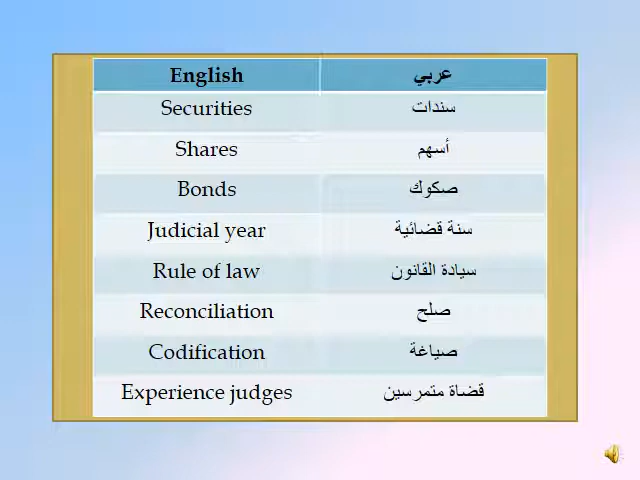 English عربي
Securities سندات
Shares أسهم
Bonds صكوك
Judicial year سنة قضائية
Rule of law سيادة القانون
Reconciliation صلح
Codification صياغة
Experience judges قضاة متمرسين